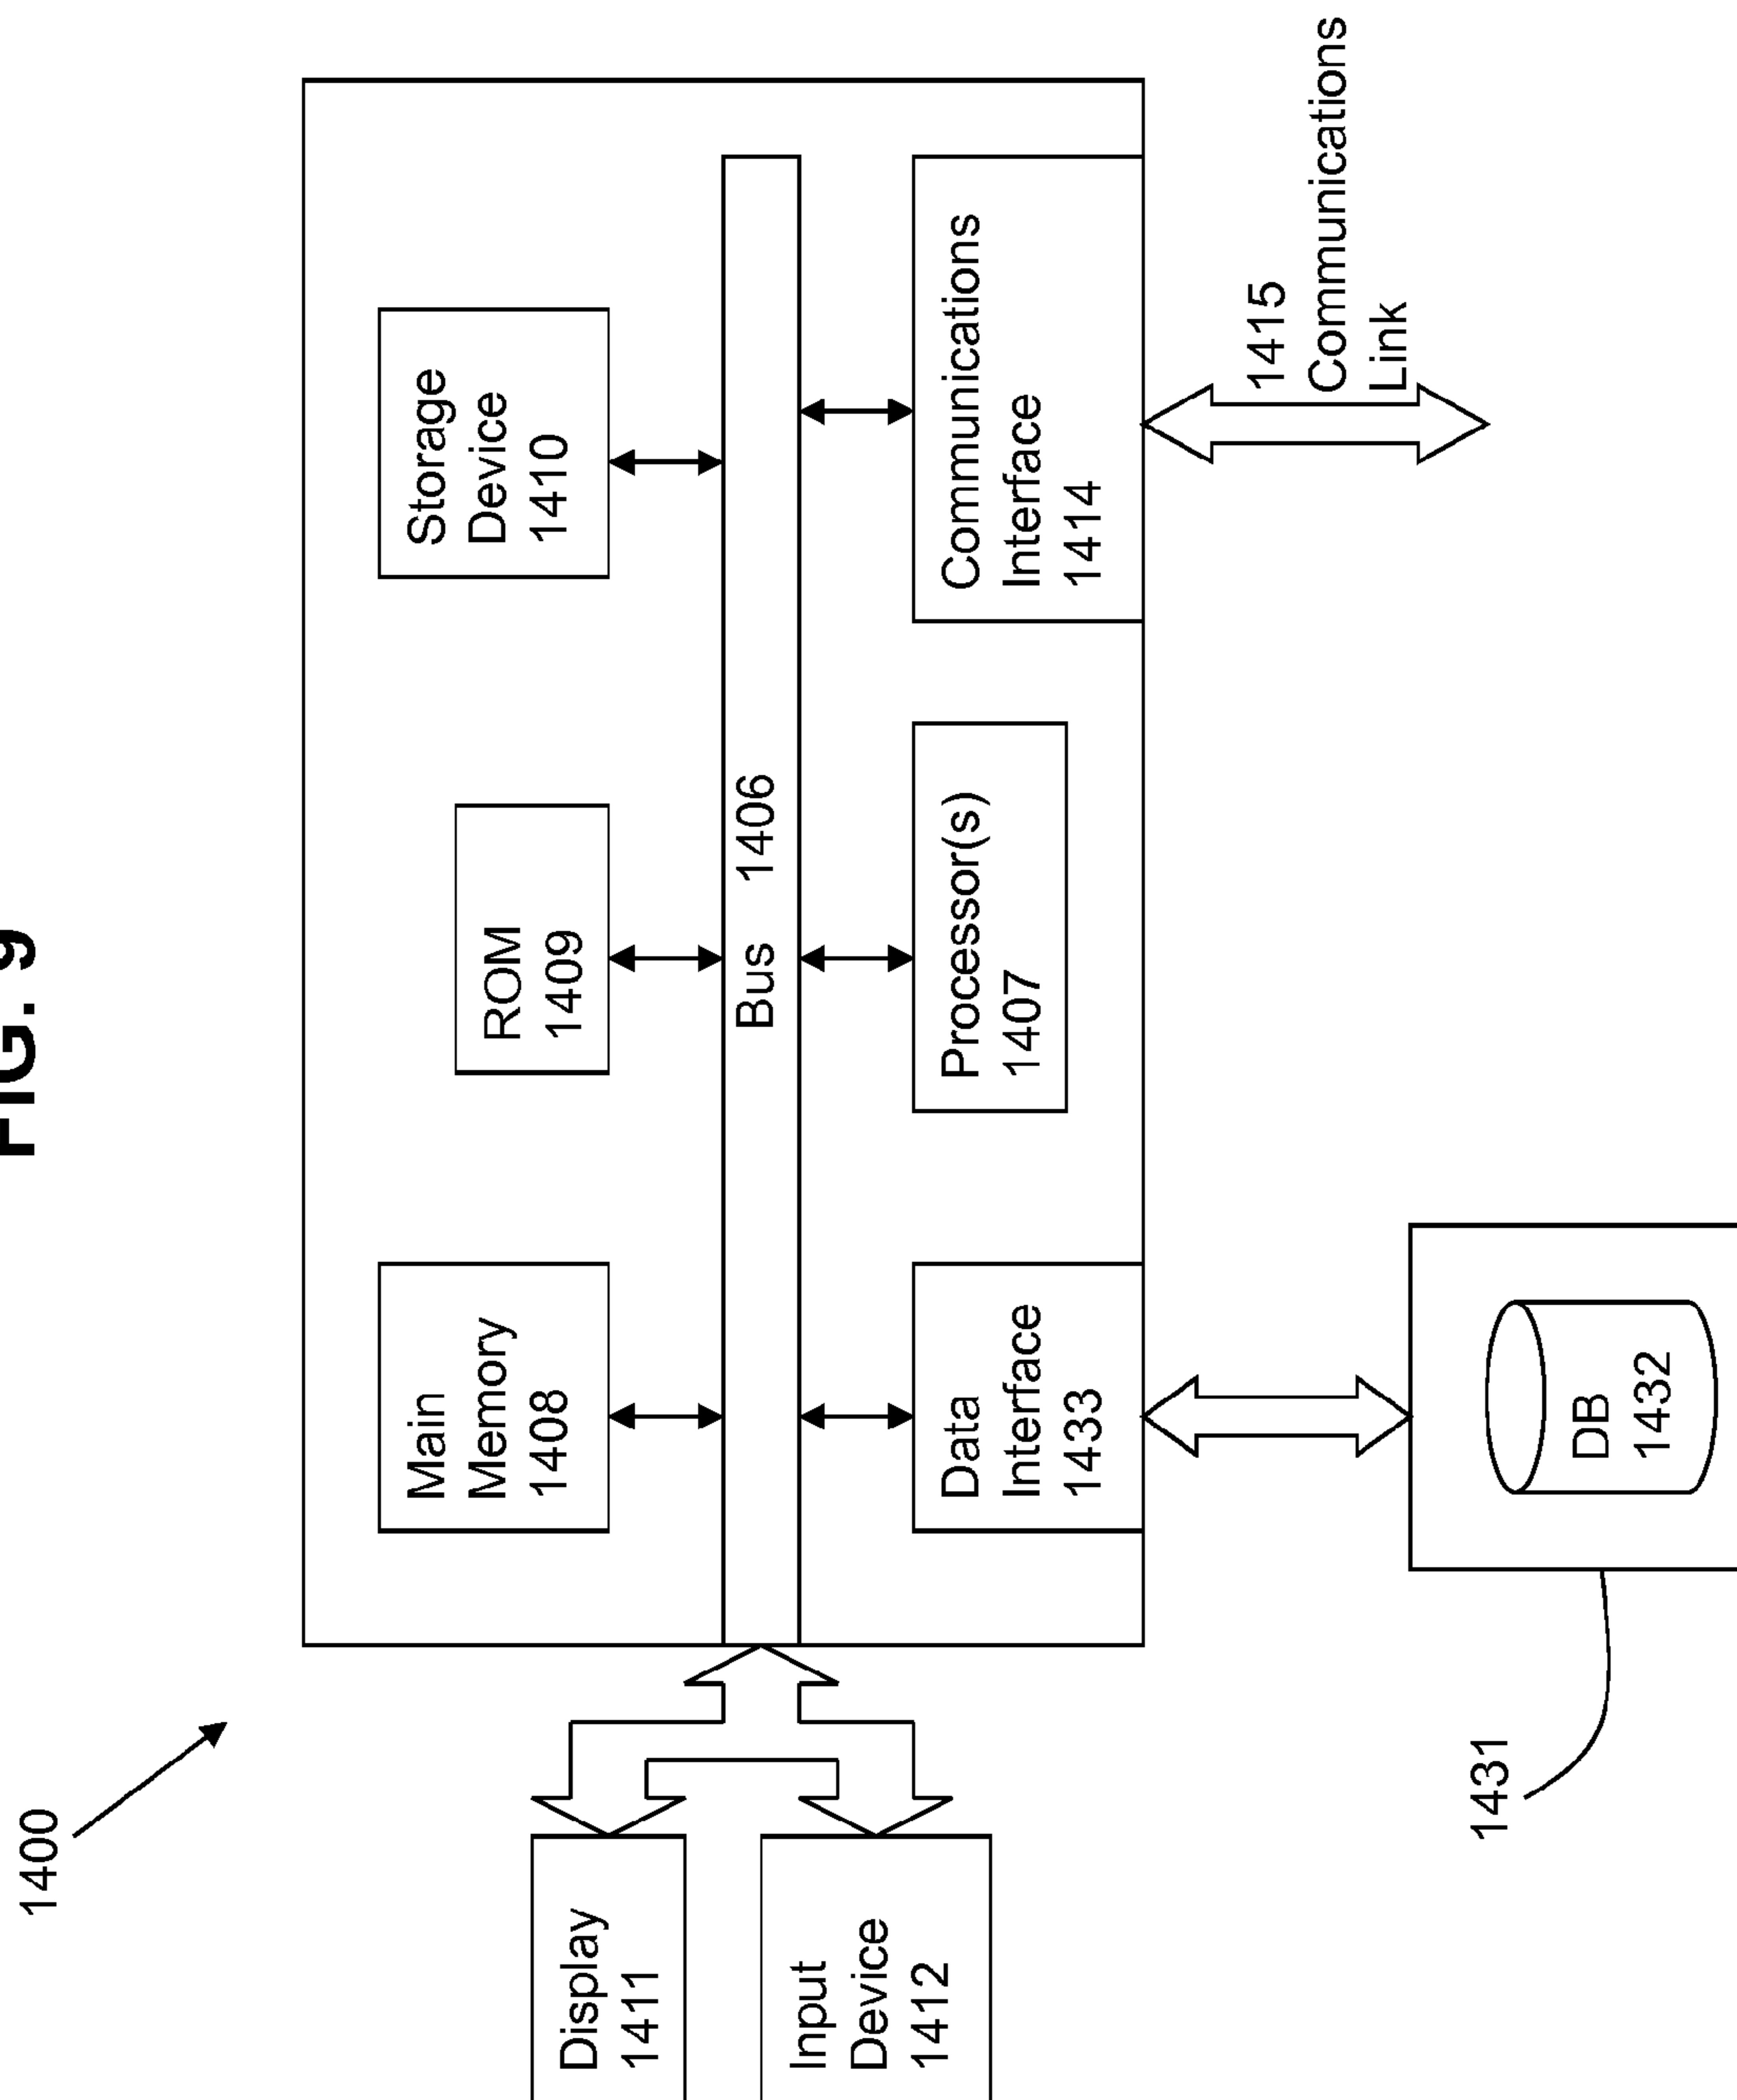 FIG. 9
1400
Main
Memory
1408
ROM
1409
Storage
Device
1410
Display
1411
Bus 1406
Input
Device
1412
Data
Interface
1433
Processor(s)
1407
Communications
Interface
1414
1415
Communications
Link
1431
DB
1432